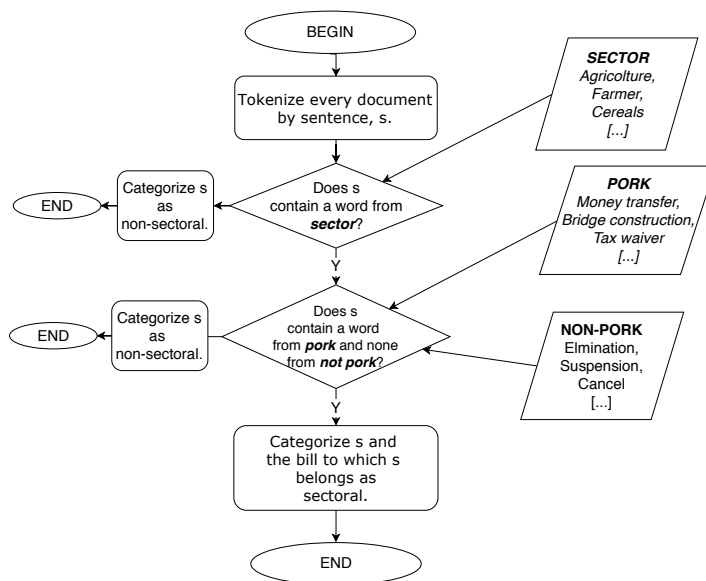 BEGIN
Tokenize every document
by sentence, s.
SECTOR
Agricolture,
Farmer,
Cereals
[...]
Does s
contain a word from
sector?
Categorize s
as
non-sectoral.
END
PORK
Money transfer,
Bridge construction,
Tax waiver
[...]
Y
Does s
contain a word
from pork and none
from not pork?
Categorize s
as
non-sectoral.
END
NON-PORK
Elmination,
Suspension,
Cancel
[...]
Y
Categorize s and
the bill to which s
belongs as
sectoral.
END